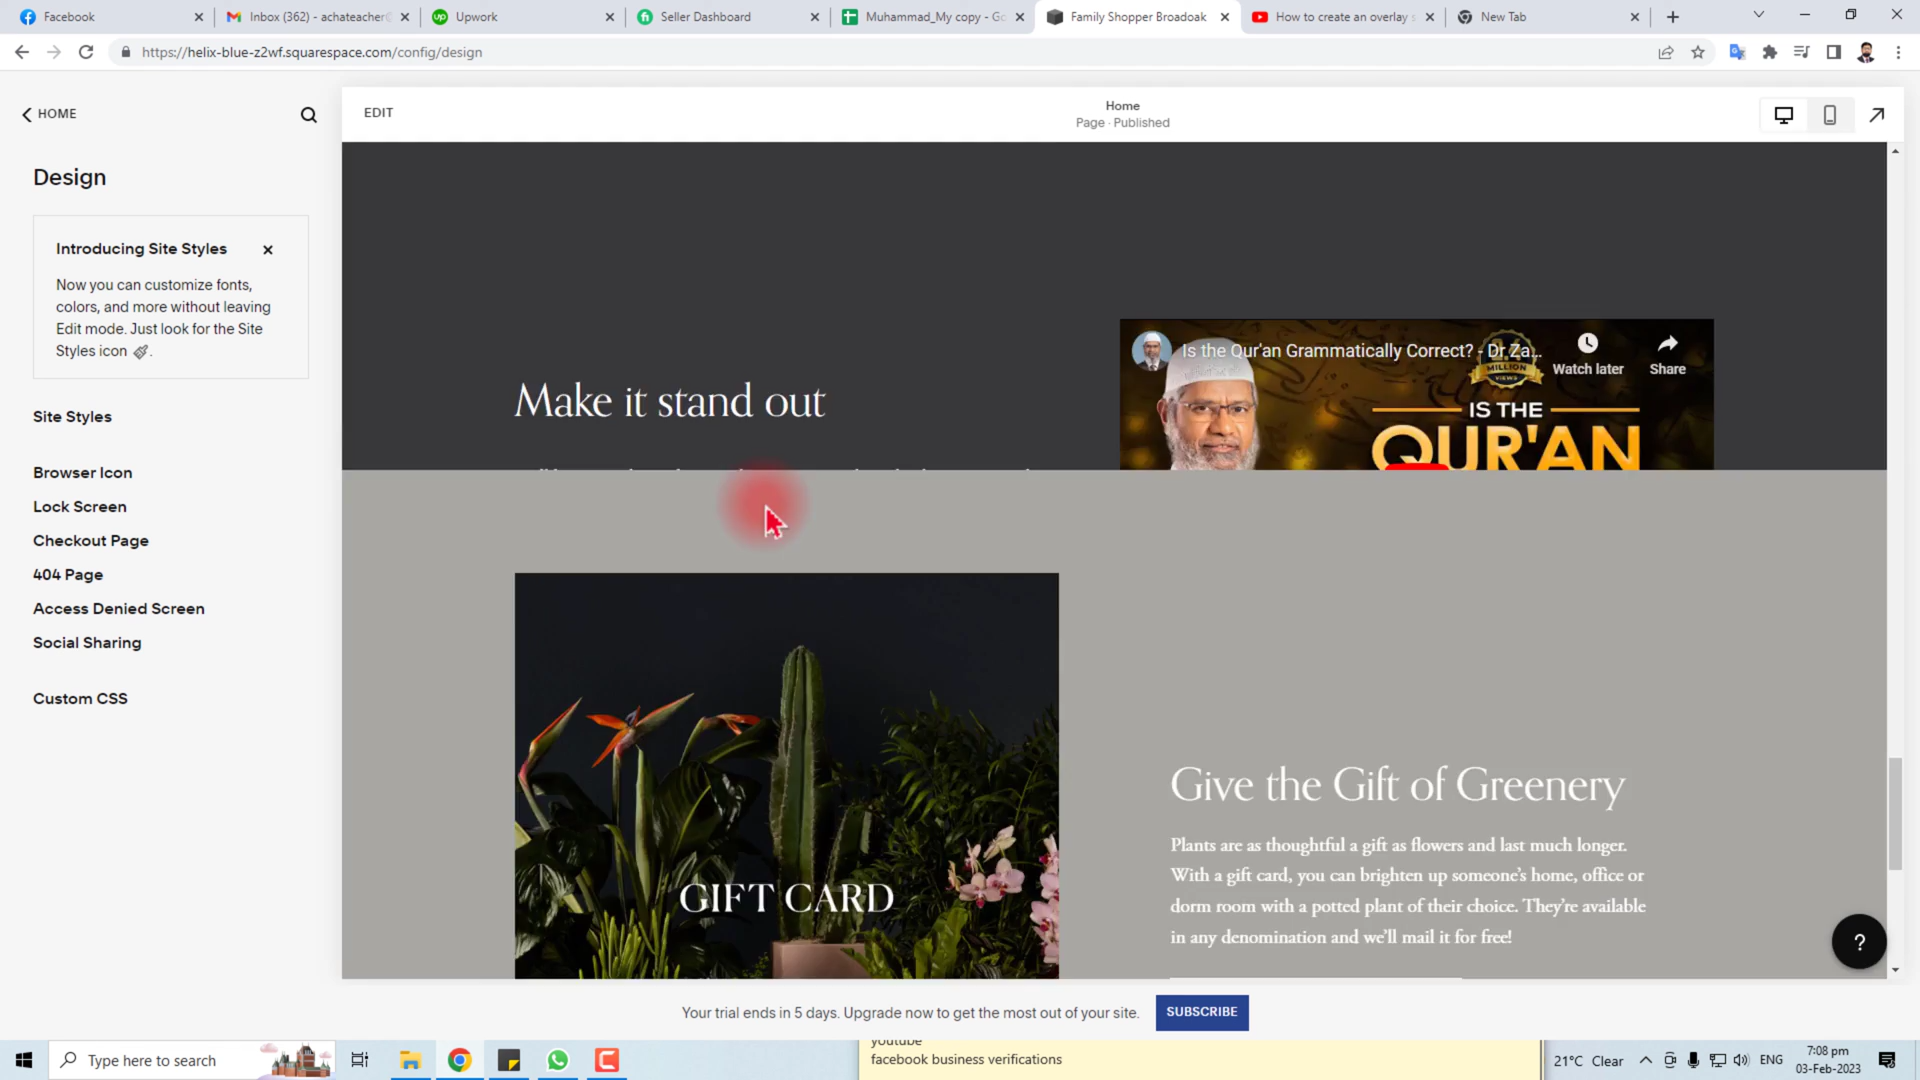 Facebook
Inbox (362) - achateacher@
Upwork
Seller Dashboard
Muhammad_My copy - Go
Family Shopper Broadoak
How to create an overlay s
New Tab
https://helix-blue-z2wf.squarespace.com/config/design
HOME
EDIT
Home
Page · Published
Design
Introducing Site Styles
Now you can customize fonts,
colors, and more without leaving
Edit mode. Just look for the Site
Styles icon
Site Styles
Browser Icon
Lock Screen
Checkout Page
404 Page
Access Denied Screen
Social Sharing
Custom CSS
Is the Qur'an Grammatically Correct? - Dr Za...
Watch later
Share
MILLION
VIEWS
IS THE
QUR'AN
Make it stand out
GIFT CARD
Give the Gift of Greenery
Plants are as thoughtful a gift as flowers and last much longer.
With a gift card, you can brighten up someone's home, office or
dorm room with a potted plant of their choice. They're available
in any denomination and we'll mail it for free!
?
Your trial ends in 5 days. Upgrade now to get the most out of your site.
SUBSCRIBE
Type here to search
youtube
facebook business verifications
21°C Clear
ENG
7:08 pm
03-Feb-2023